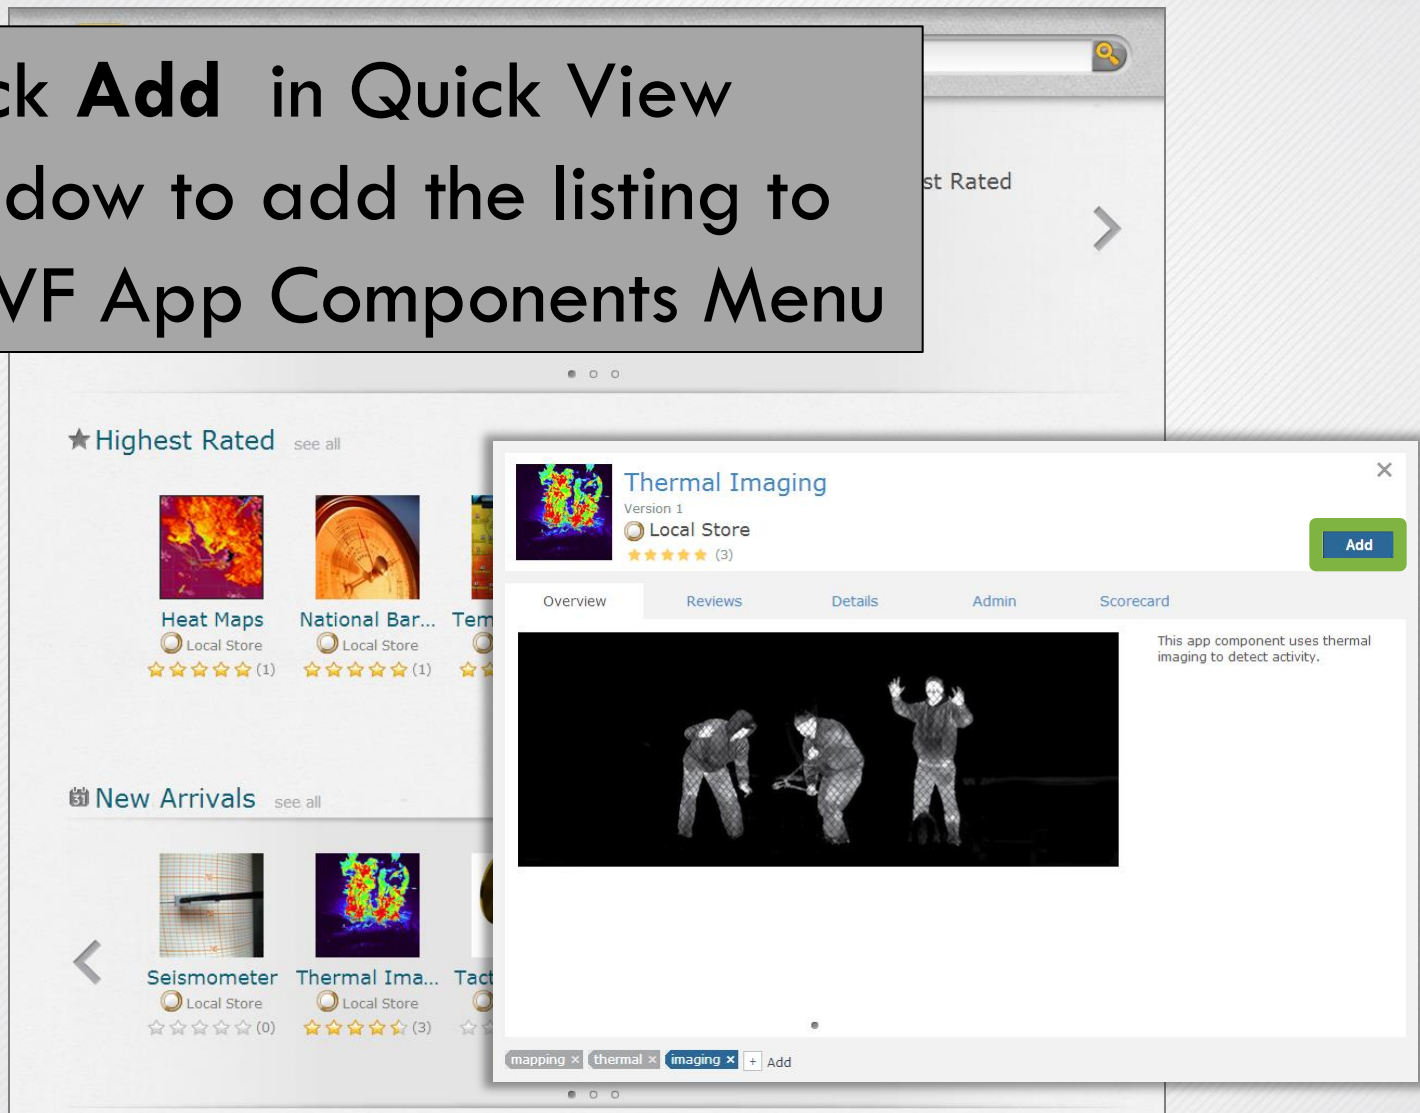 ck Add in Quick View
dow to add the listing to
WF App Components Menu
st Rated
Highest Rated see all
Heat Maps
Local Store
(1)
National Bar...
Local Store
(1)
Tem
31
New Arrivals see all
Seismometer
Local Store
(0)
Thermal Ima...
Local Store
(3)
Tact
Thermal Imaging
Version 1
Local Store
(3)
Add
Overview Reviews Details Admin Scorecard
This app component uses thermal
imaging to detect activity.
mapping × thermal × imaging × + Add